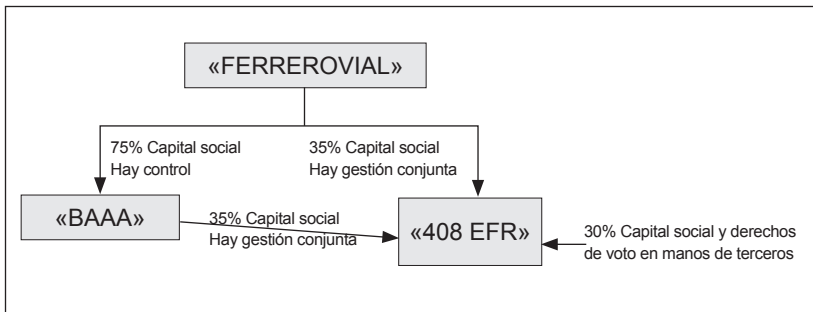 «FERREROVIAL»
75% Capital social
Hay control
35% Capital social
Hay gestión conjunta
«BAAA»
35% Capital social
Hay gestión conjunta
«408 EFR»
30% Capital social y derechos
de voto en manos de terceros